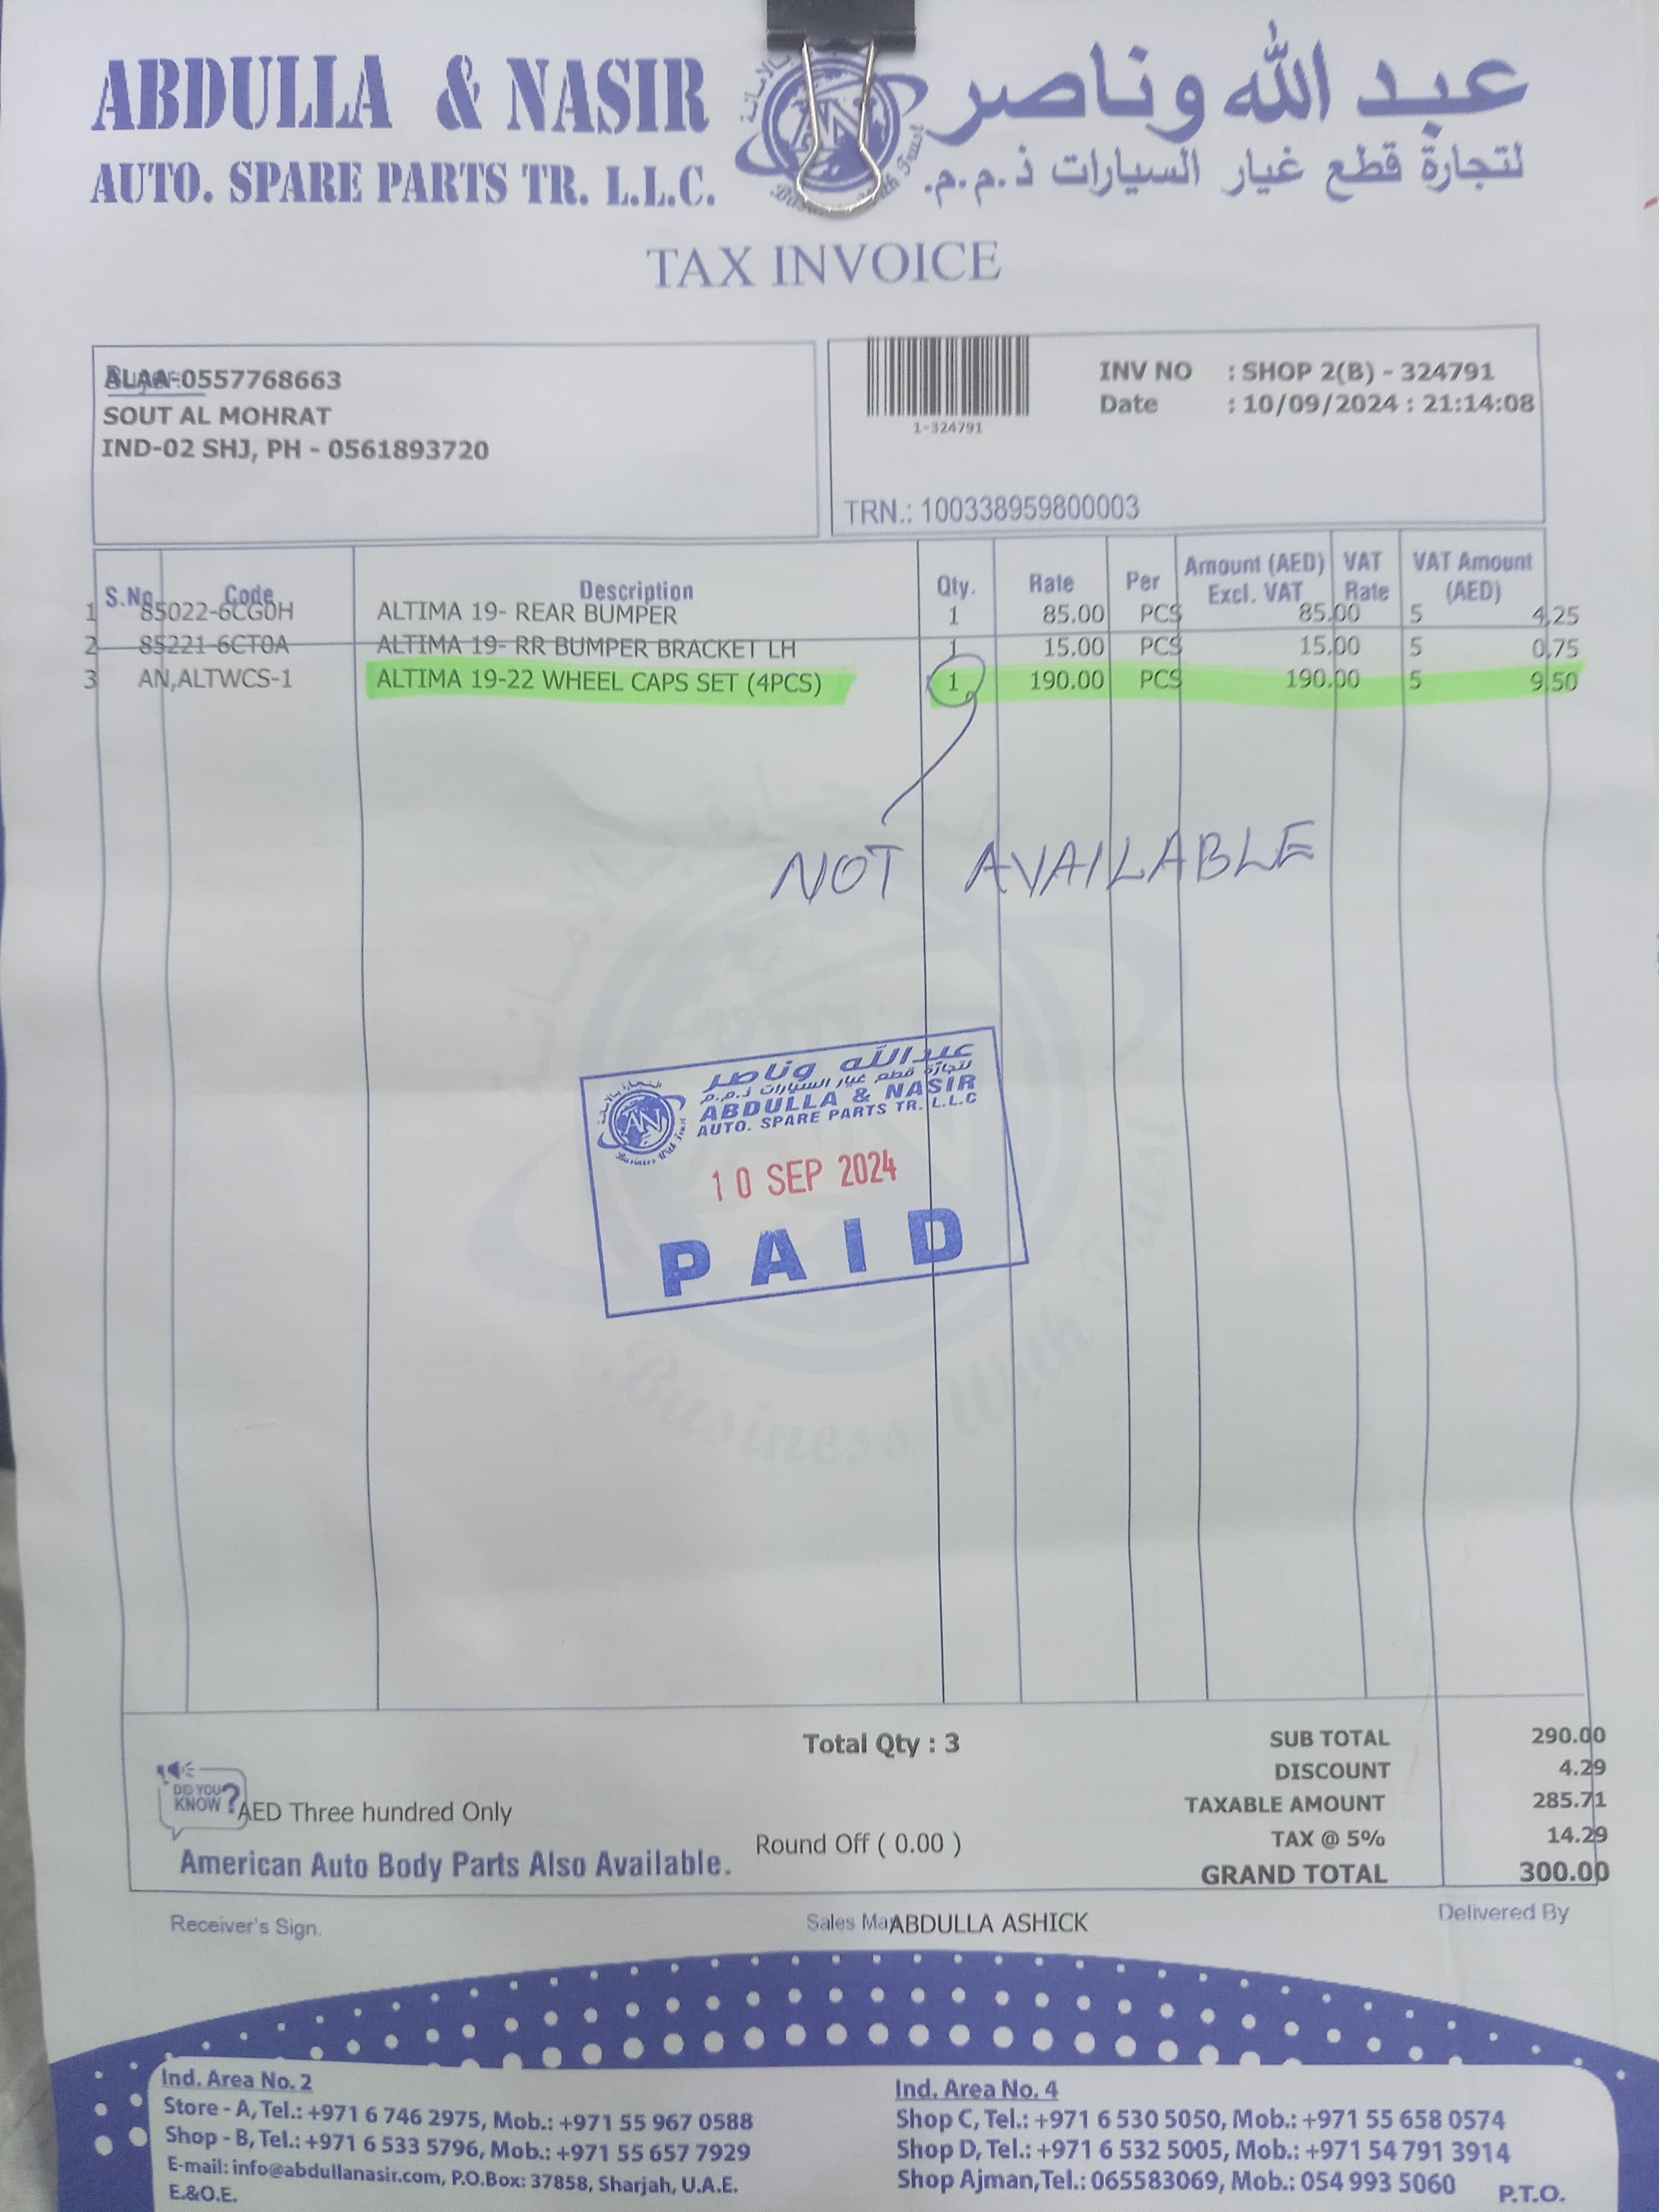 ABDULLA & NASIR
AUTO. SPARE PARTS TR. L.L.C.
عبد الله وناصر
لتجارة قطع غيار السيارات ذ.م.م.
AN
TAX INVOICE
ALAA-0557768663
SOUT AL MOHRAT
IND-02 SHJ, PH - 0561893720
1-324791
INV NO : SHOP 2(B) - 324791
Date : 10/09/2024 : 21:14:08
TRN.: 100338959800003
S.No. Code Description Qty. Rate Per Amount (AED) Excl. VAT VAT Rate VAT Amount (AED)
1 85022-6CG0H ALTIMA 19- REAR BUMPER 1 85.00 PCS 85.00 5 4.25
2 85221-6CT0A ALTIMA 19- RR BUMPER BRACKET LH 1 15.00 PCS 15.00 5 0.75
3 AN,ALTWCS-1 ALTIMA 19-22 WHEEL CAPS SET (4PCS) 1 190.00 PCS 190.00 5 9.50
NOT AVAILABLE
عبدالله وناصر
لتجارة قطع غيار السيارات ذ.م.م
ABDULLA & NASIR
AUTO. SPARE PARTS TR. L.L.C
AN
Business With Trust
10 SEP 2024
PAID
Business With Trust
Total Qty : 3
SUB TOTAL 290.00
DISCOUNT 4.29
TAXABLE AMOUNT 285.71
TAX @ 5% 14.29
GRAND TOTAL 300.00
DID YOU
KNOW ?
AED Three hundred Only
Round Off ( 0.00 )
American Auto Body Parts Also Available.
Receiver's Sign.
Sales Man
ABDULLA ASHICK
Delivered By
Ind. Area No. 2
Store - A, Tel.: +971 6 746 2975, Mob.: +971 55 967 0588
Shop - B, Tel.: +971 6 533 5796, Mob.: +971 55 657 7929
E-mail: info@abdullanasir.com, P.O.Box: 37858, Sharjah, U.A.E.
E.&O.E.
Ind. Area No. 4
Shop C, Tel.: +971 6 530 5050, Mob.: +971 55 658 0574
Shop D, Tel.: +971 6 532 5005, Mob.: +971 54 791 3914
Shop Ajman, Tel.: 065583069, Mob.: 054 993 5060
P.T.O.